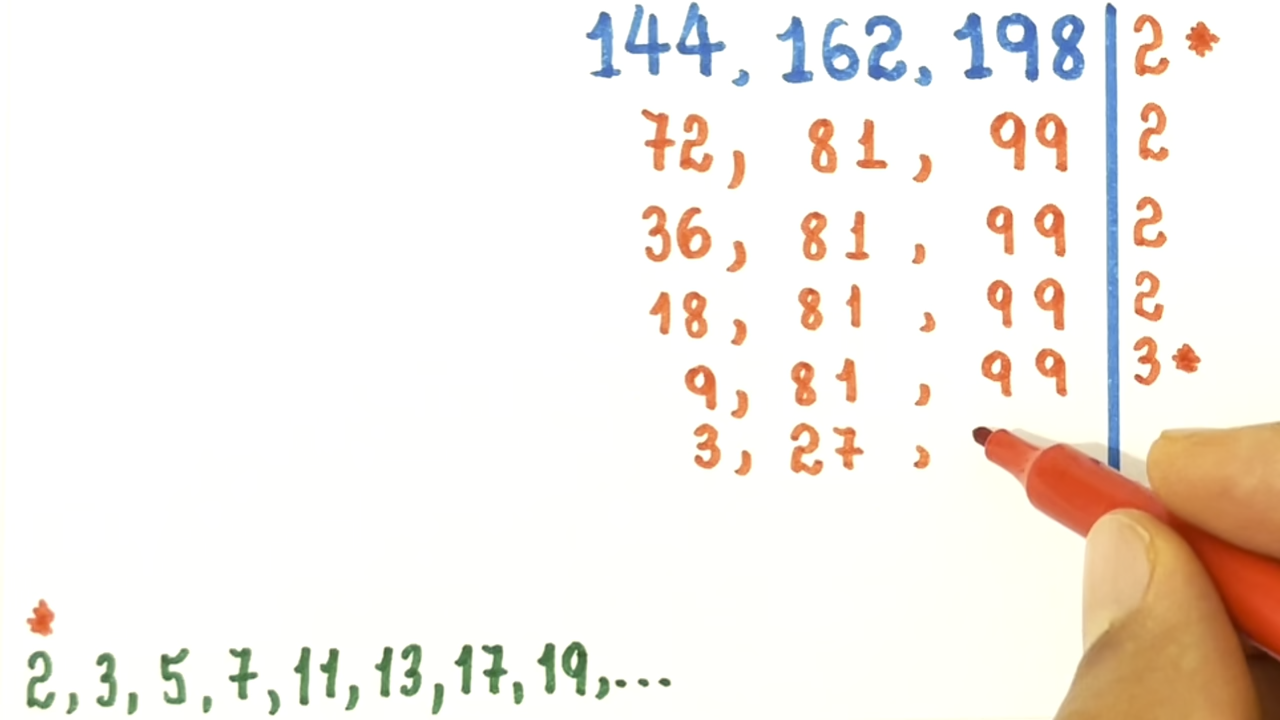 144, 162, 198 | 2 *
72, 81, 99 | 2
36, 81, 99 | 2
18, 81, 99 | 2
9, 81, 99 | 3 *
3, 27,
*
2, 3, 5, 7, 11, 13, 17, 19, ...